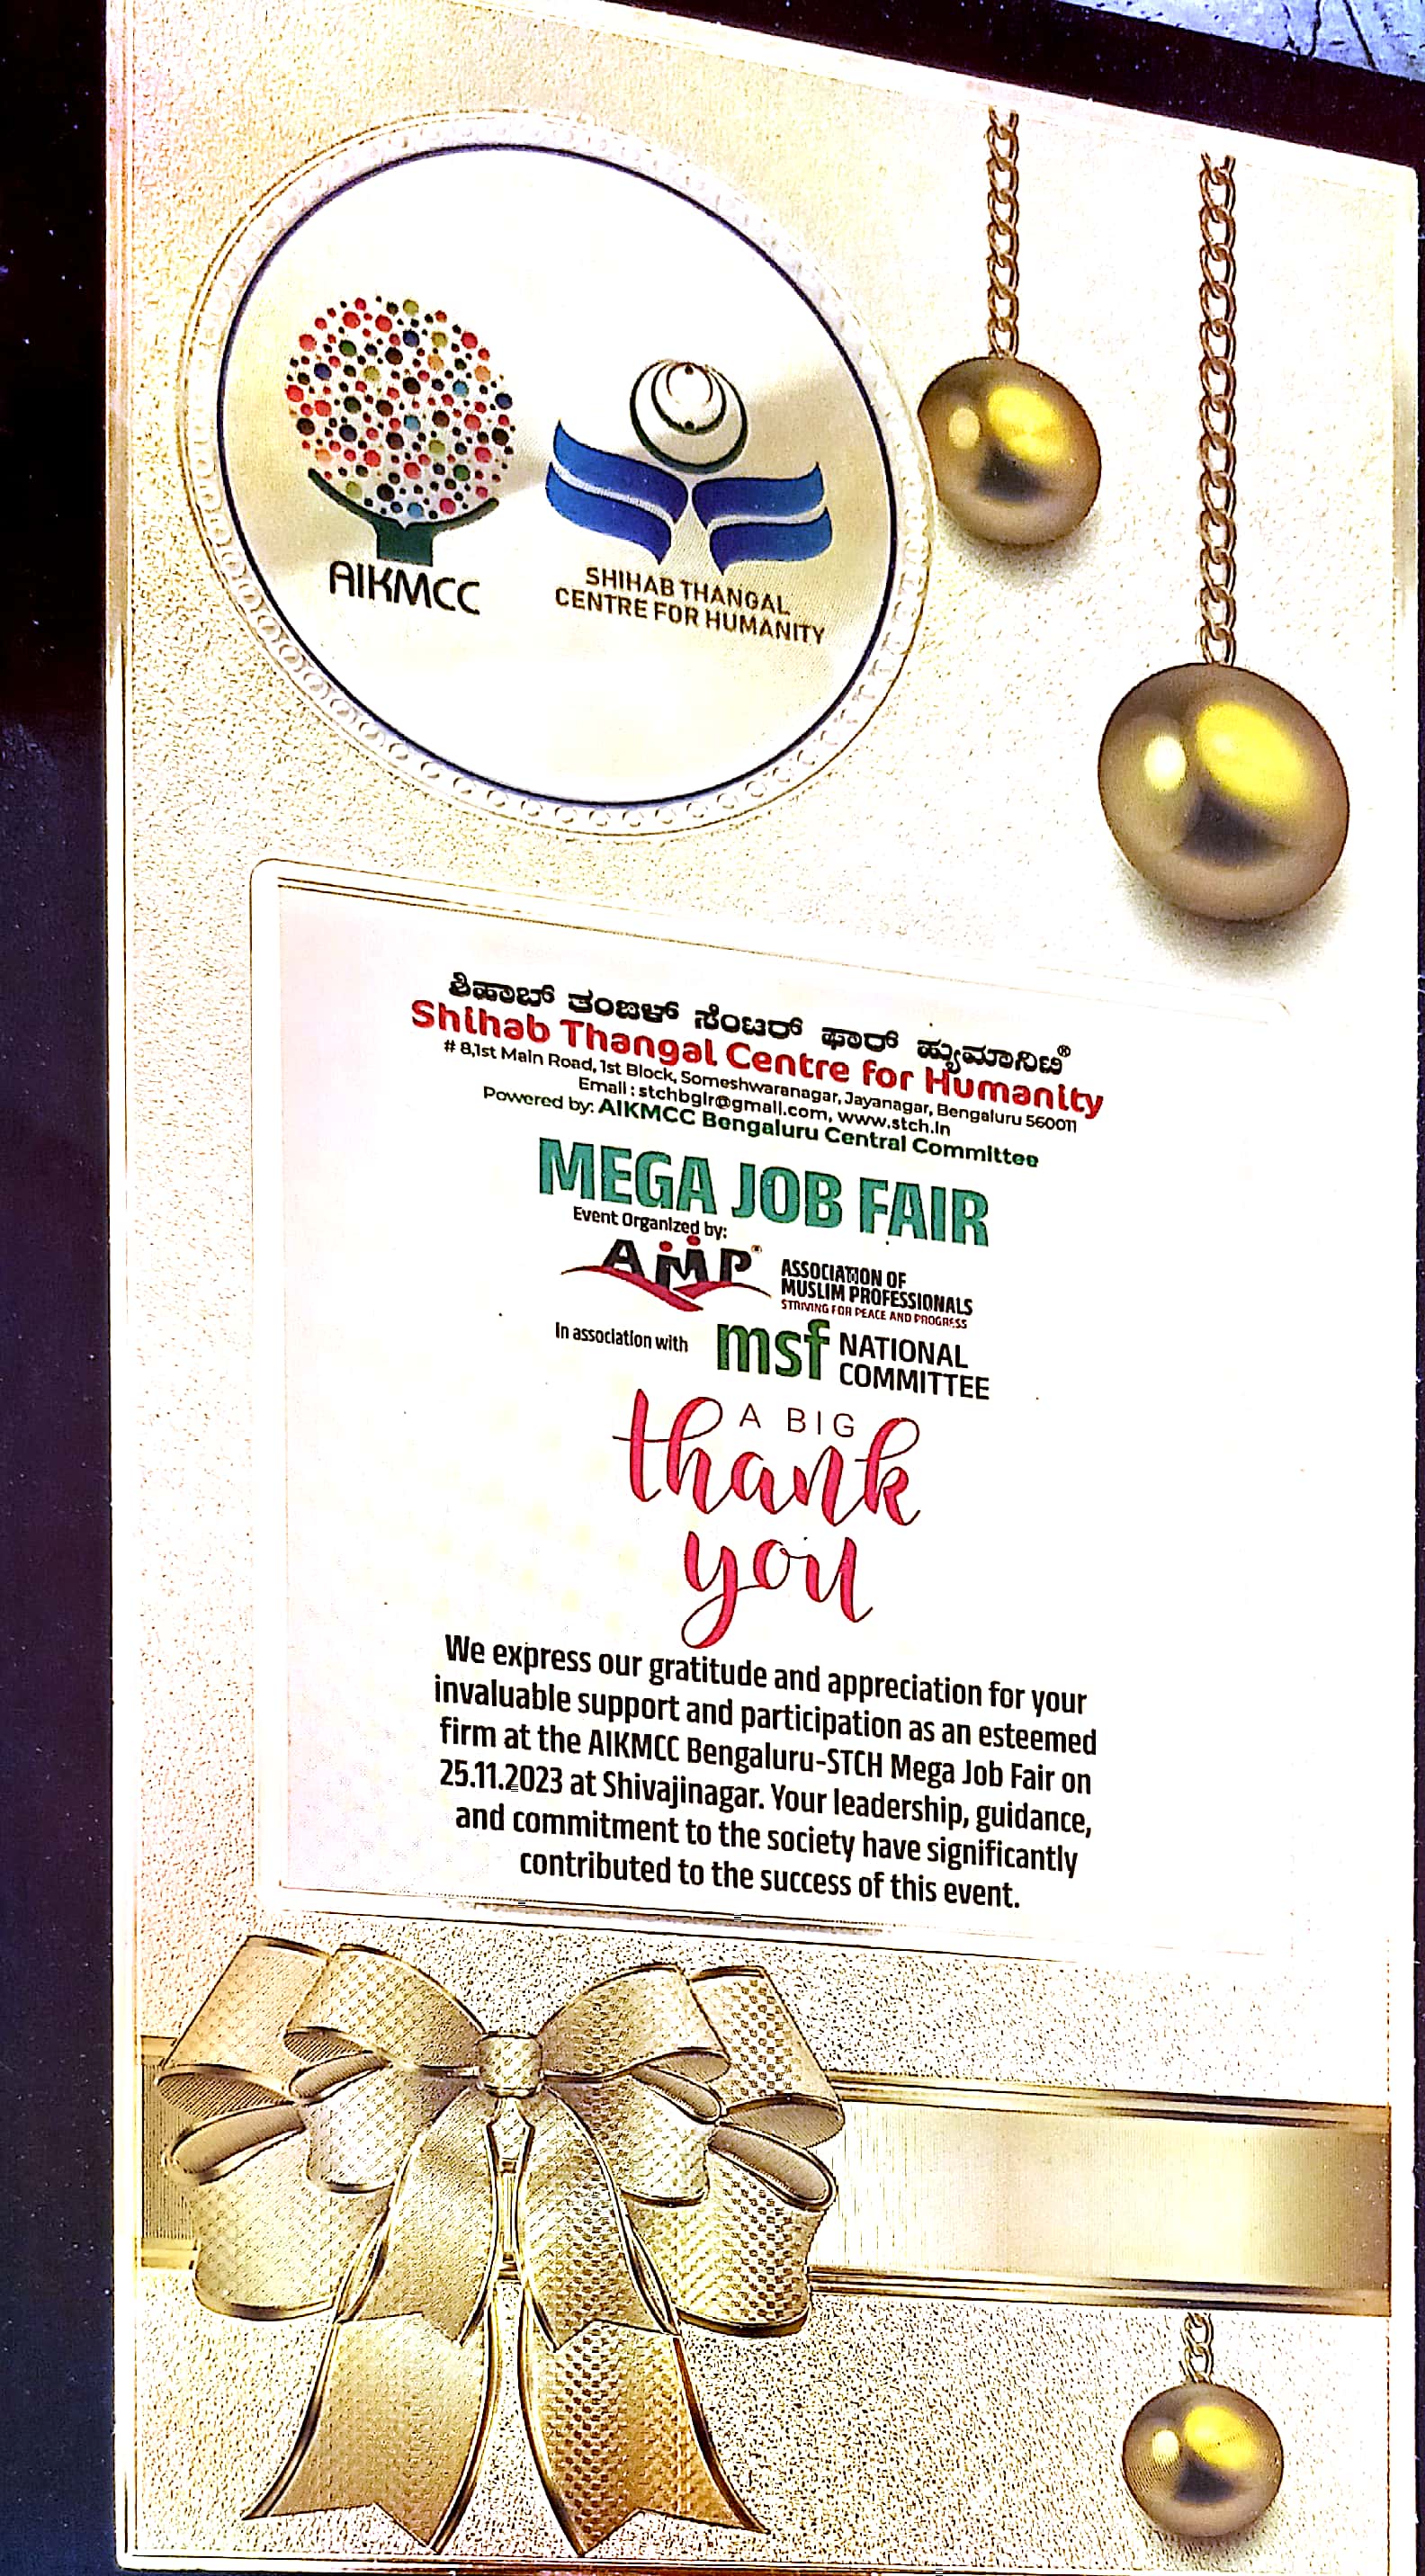 AIKMCC
SHIHAB THANGAL
CENTRE FOR HUMANITY
ಶಿಹಾಬ್ ತಂಙಳ್ ಸೆಂಟರ್ ಫಾರ್ ಹ್ಯುಮಾನಿಟಿ®
Shihab Thangal Centre for Humanity
# 8,1st Main Road, 1st Block, Someshwaranagar, Jayanagar, Bengaluru 560011
Email : stchbglr@gmail.com, www.stch.in
Powered by: AIKMCC Bengaluru Central Committee
MEGA JOB FAIR
Event Organized by:
AMP® ASSOCIATION OF
MUSLIM PROFESSIONALS
STRIVING FOR PEACE AND PROGRESS
In association with msf NATIONAL
COMMITTEE
A BIG
thank
you
We express our gratitude and appreciation for your
invaluable support and participation as an esteemed
firm at the AIKMCC Bengaluru-STCH Mega Job Fair on
25.11.2023 at Shivajinagar. Your leadership, guidance,
and commitment to the society have significantly
contributed to the success of this event.